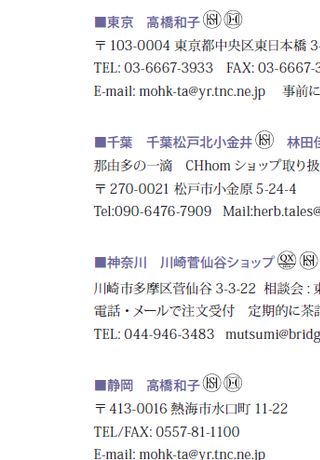 ■東京　高橋和子
〒103-0004 東京都中央区東日本橋 3-
TEL: 03-6667-3933　FAX: 03-6667-3
E-mail: mohk-ta@yr.tnc.ne.jp　事前に
■千葉　千葉松戸北小金井　林田佳
那由多の一滴　CHhom ショップ取り扱
〒270-0021 松戸市小金原 5-24-4
Tel:090-6476-7909　Mail:herb.tales@
■神奈川　川崎菅仙谷ショップ QX
川崎市多摩区菅仙谷 3-3-22 相談会 : 東
電話・メールで注文受付　定期的に茶話
TEL: 044-946-3483　mutsumi@bridg
■静岡　高橋和子
〒413-0016 熱海市水口町 11-22
TEL/FAX: 0557-81-1100
E-mail: mohk-ta@yr.tnc.ne.jp